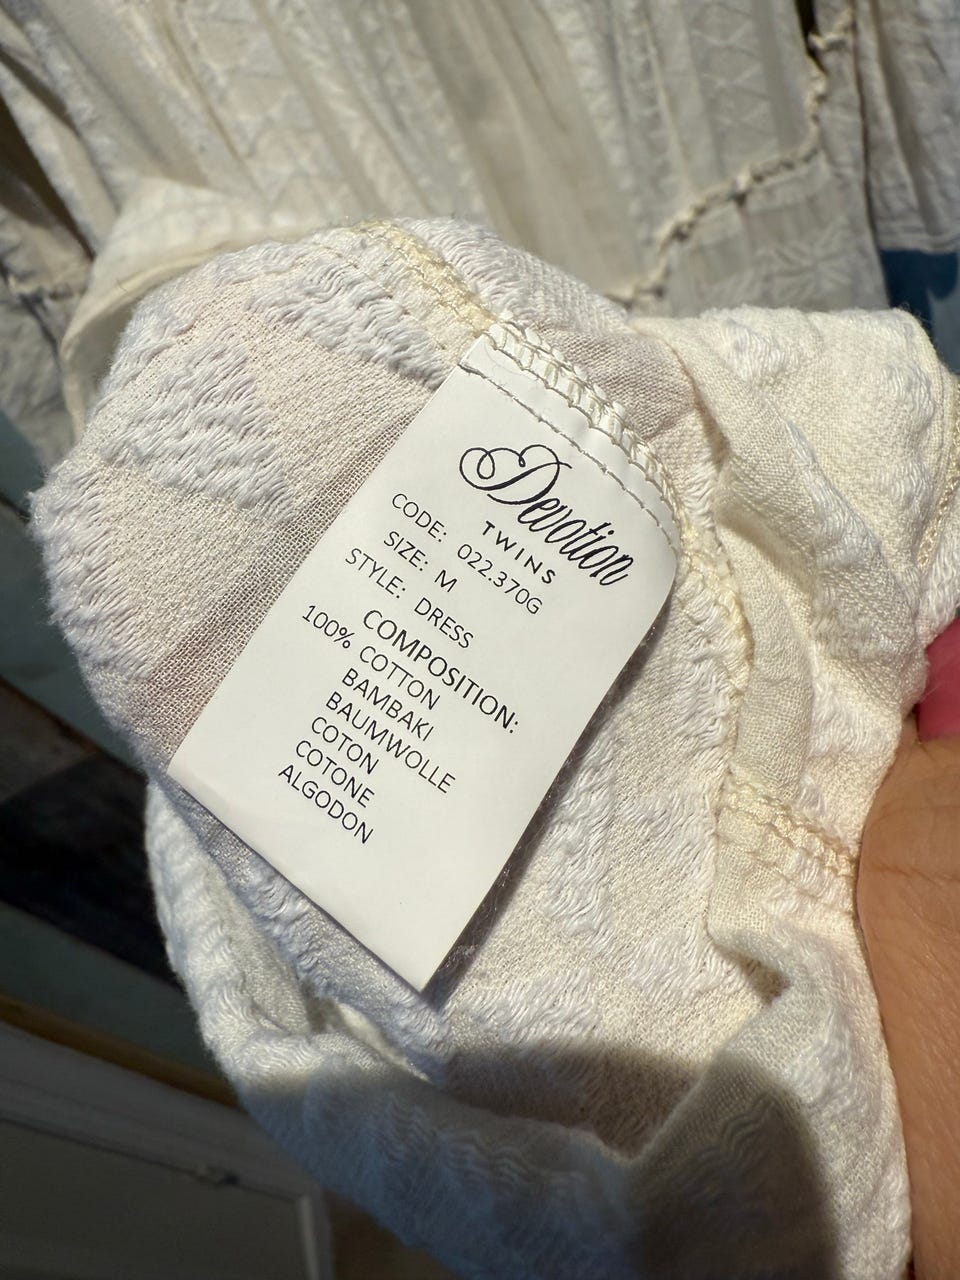 Devotion
TWINS
CODE: 022.370G
SIZE: M
STYLE: DRESS
COMPOSITION:
100% COTTON
BAMBAKI
BAUMWOLLE
COTON
COTONE
ALGODON